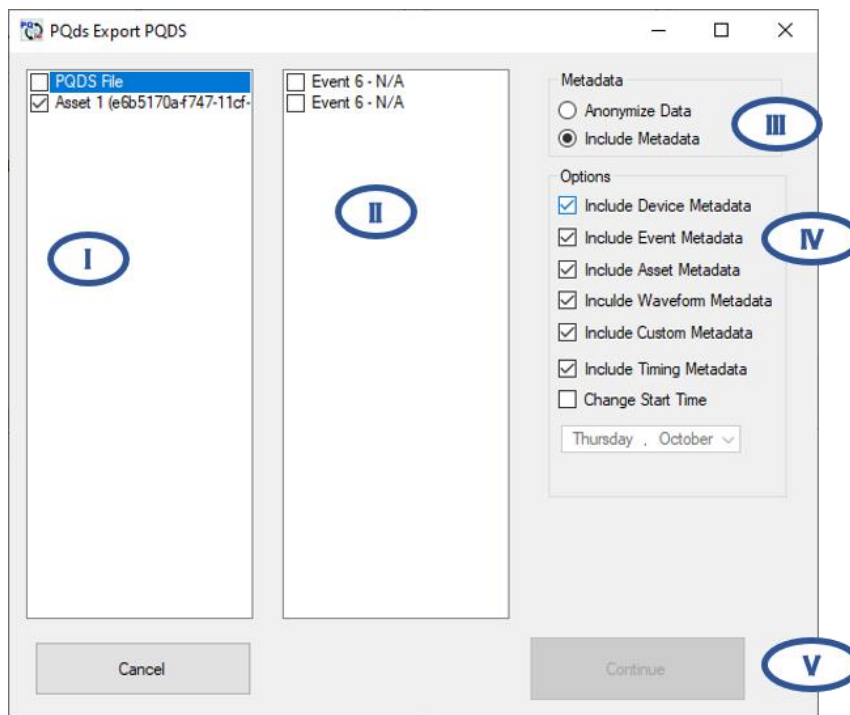 PQds Export PQDS
PQDS File
Asset 1 (e6b5170a-f747-11cf-
I
Event 6 - N/A
Event 6 - N/A
II
Metadata
Anonymize Data
Include Metadata
III
Options
Include Device Metadata
Include Event Metadata
IV
Include Asset Metadata
Inculde Waveform Metadata
Include Custom Metadata
Include Timing Metadata
Change Start Time
Thursday , October
Cancel
Continue
V